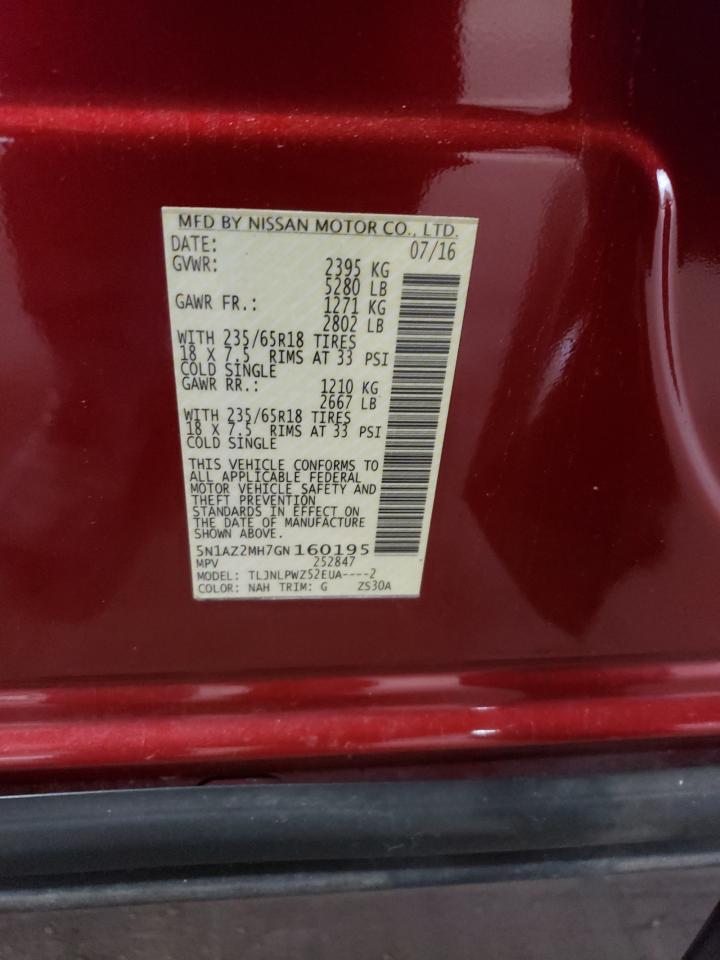 MFD BY NISSAN MOTOR CO., LTD.
DATE: 07/16
GVWR: 2395 KG
5280 LB
GAWR FR.: 1271 KG
2802 LB
WITH 235/65R18 TIRES
18 X 7.5 RIMS AT 33 PSI
COLD SINGLE
GAWR RR.: 1210 KG
2667 LB
WITH 235/65R18 TIRES
18 X 7.5 RIMS AT 33 PSI
COLD SINGLE
THIS VEHICLE CONFORMS TO
ALL APPLICABLE FEDERAL
MOTOR VEHICLE SAFETY AND
THEFT PREVENTION
STANDARDS IN EFFECT ON
THE DATE OF MANUFACTURE
SHOWN ABOVE.
5N1AZ2MH7GN160195
MPV 252847
MODEL: TLJNLPWZ52EUA----2
COLOR: NAH TRIM: G ZS30A